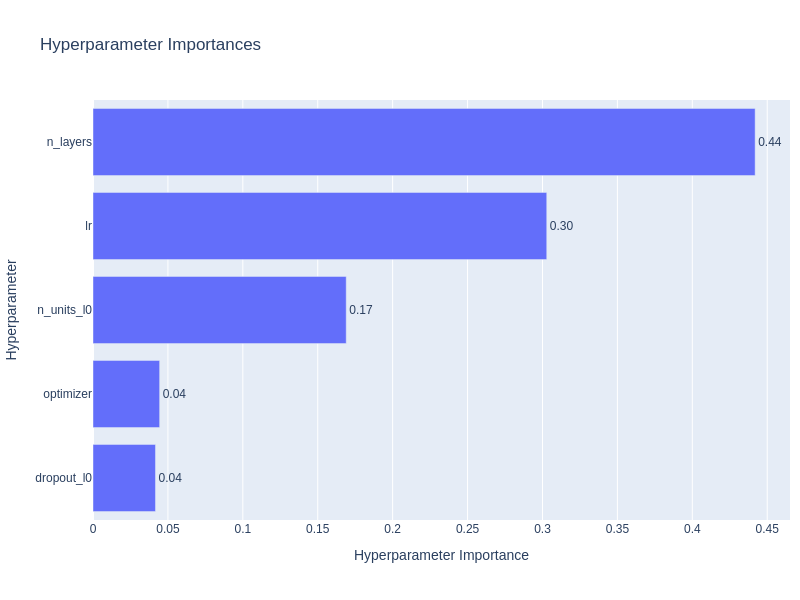 Hyperparameter Importances
Hyperparameter
n_layers
0.44
lr
0.30
n_units_l0
0.17
optimizer
0.04
dropout_l0
0.04
0
0.05
0.1
0.15
0.2
0.25
0.3
0.35
0.4
0.45
Hyperparameter Importance